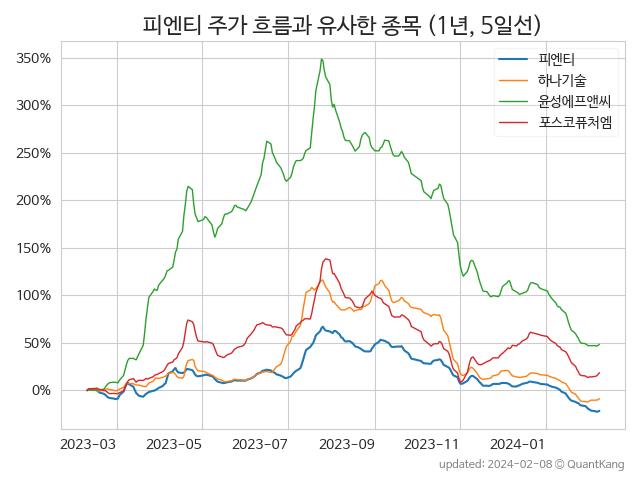 피엔티 주가 흐름과 유사한 종목 (1년, 5일선)
피엔티
하나기술
윤성에프앤씨
포스코퓨처엠
350%
300%
250%
200%
150%
100%
50%
0%
2023-03 2023-05 2023-07 2023-09 2023-11 2024-01
updated: 2024-02-08 © QuantKang